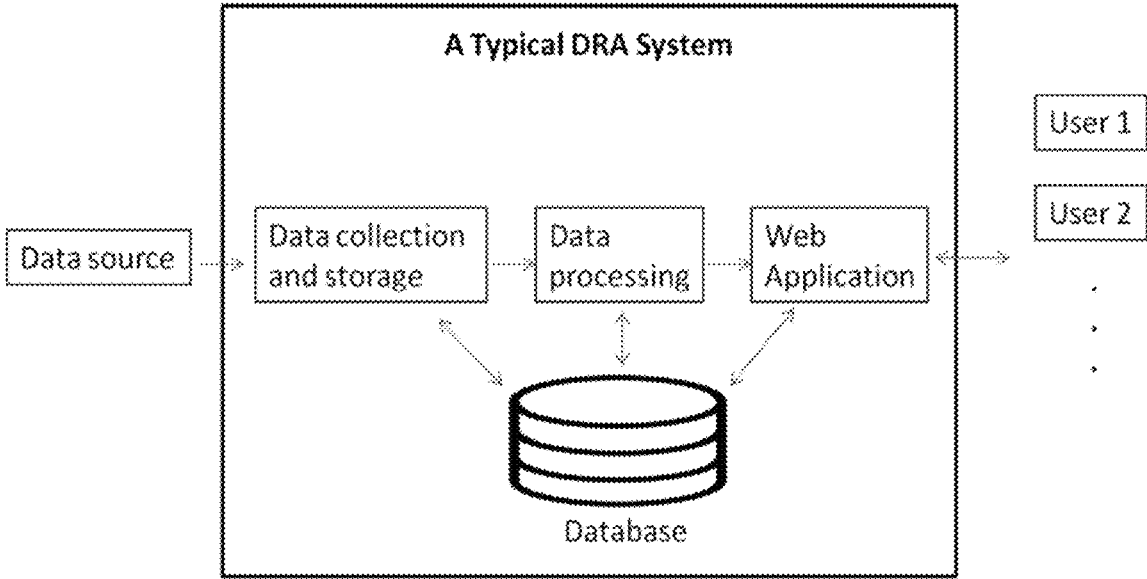 A Typical DRA System
User 1
User 2
Data source
Data collection
and storage
Data
processing
Web
Application
Database